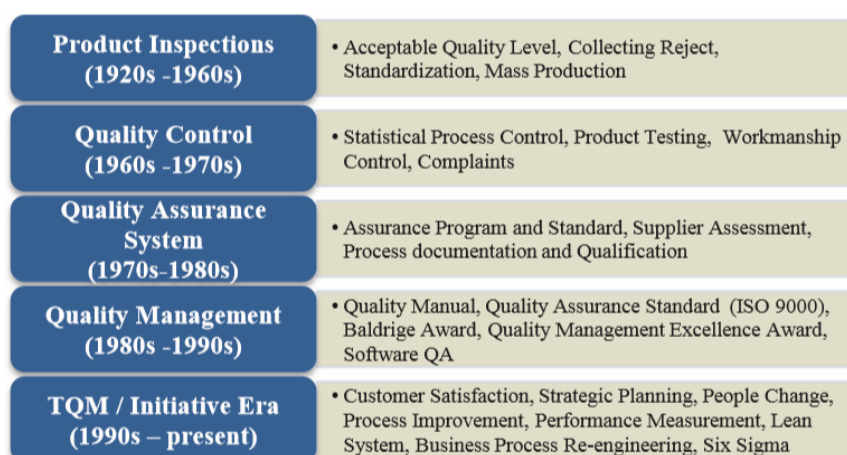 Product Inspections
(1920s -1960s)
• Acceptable Quality Level, Collecting Reject,
Standardization, Mass Production
Quality Control
(1960s -1970s)
• Statistical Process Control, Product Testing, Workmanship
Control, Complaints
Quality Assurance
System
(1970s-1980s)
• Assurance Program and Standard, Supplier Assessment,
Process documentation and Qualification
Quality Management
(1980s -1990s)
• Quality Manual, Quality Assurance Standard (ISO 9000),
Baldrige Award, Quality Management Excellence Award,
Software QA
TQM / Initiative Era
(1990s – present)
• Customer Satisfaction, Strategic Planning, People Change,
Process Improvement, Performance Measurement, Lean
System, Business Process Re-engineering, Six Sigma